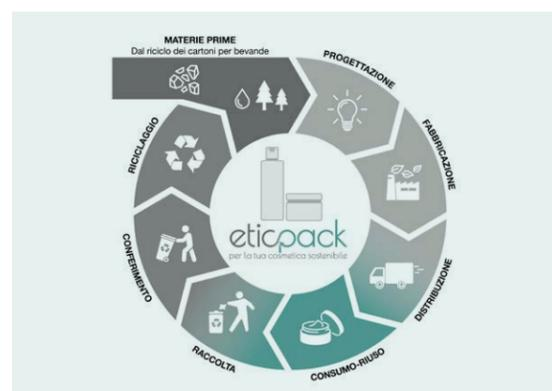 MATERIE PRIME
Dal riciclo dei cartoni per bevande
PROGETTAZIONE
FABBRICAZIONE
DISTRIBUZIONE
CONSUMO-RIUSO
RACCOLTA
CONFERIMENTO
RICICLAGGIO
eticpack
per la tua cosmetica sostenibile